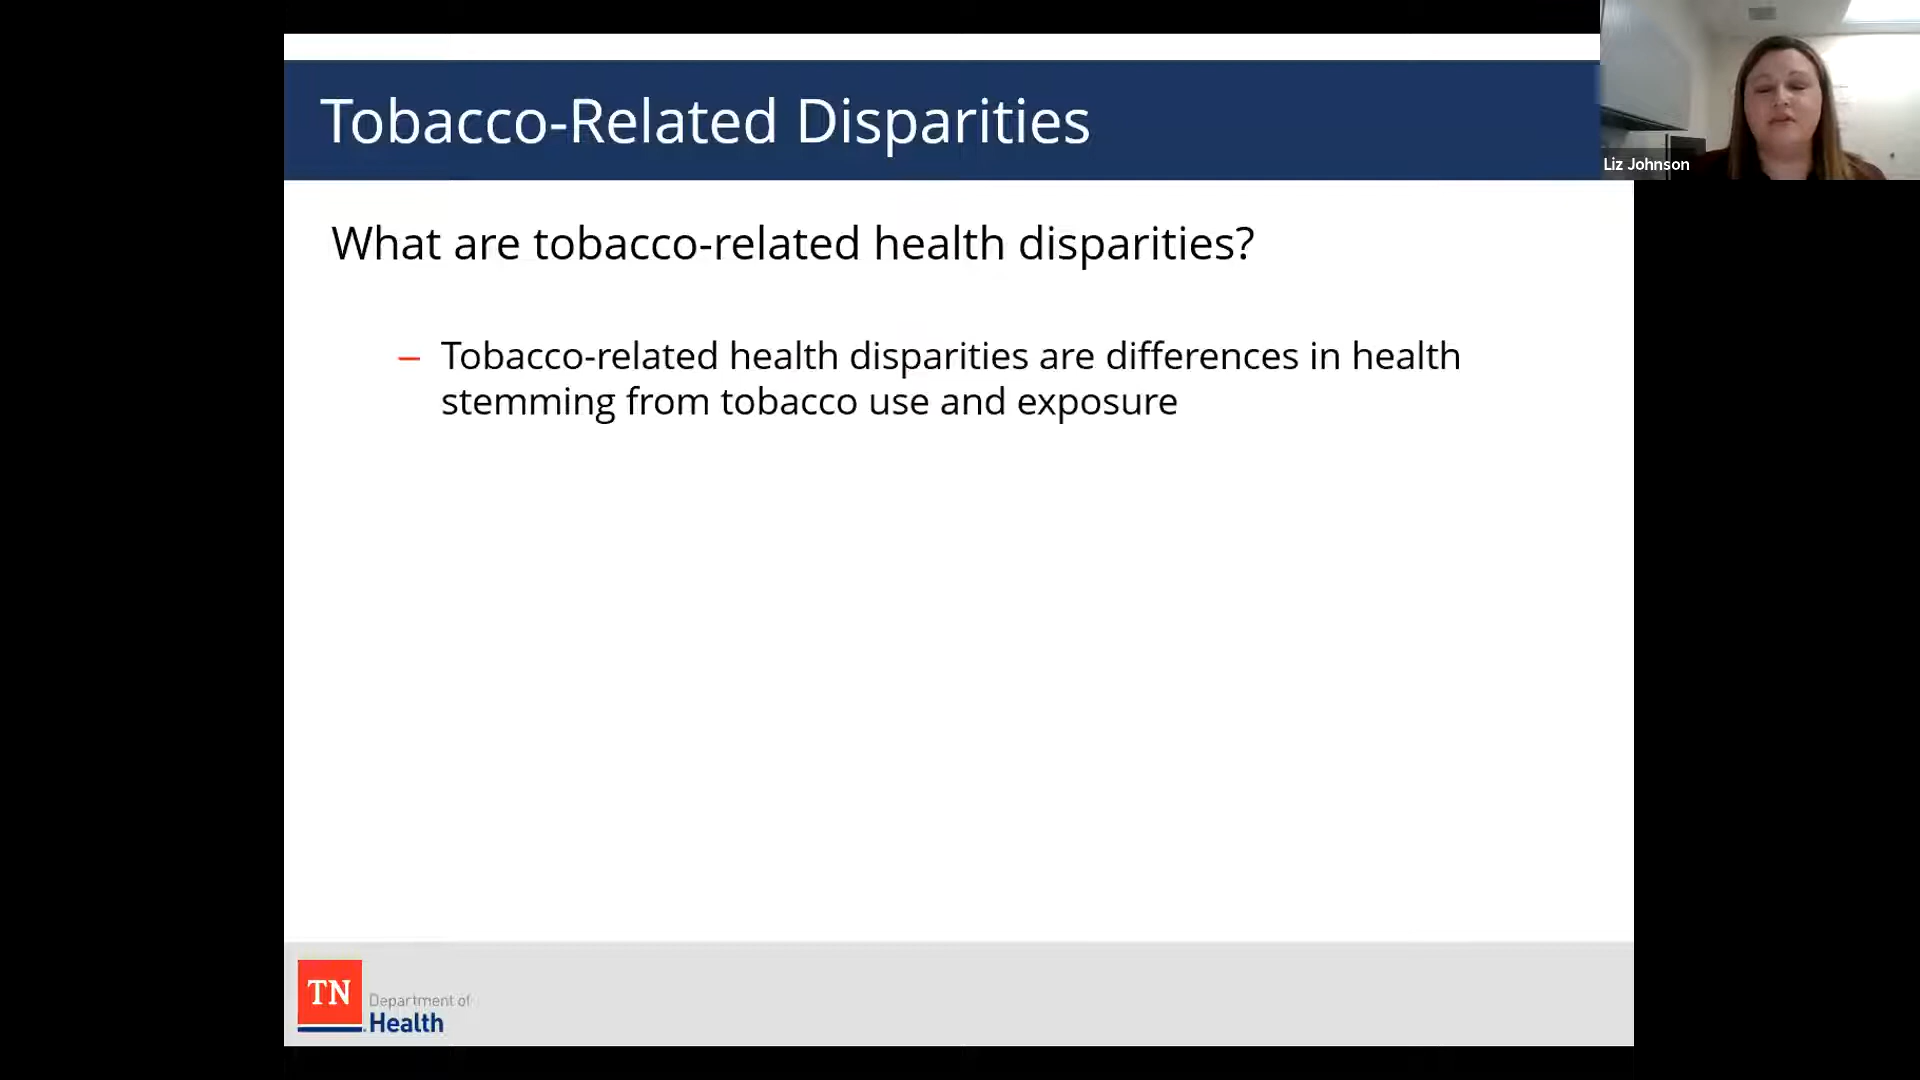 Tobacco-Related Disparities
Liz Johnson
What are tobacco-related health disparities?
– Tobacco-related health disparities are differences in health
stemming from tobacco use and exposure
TN
Department of
Health